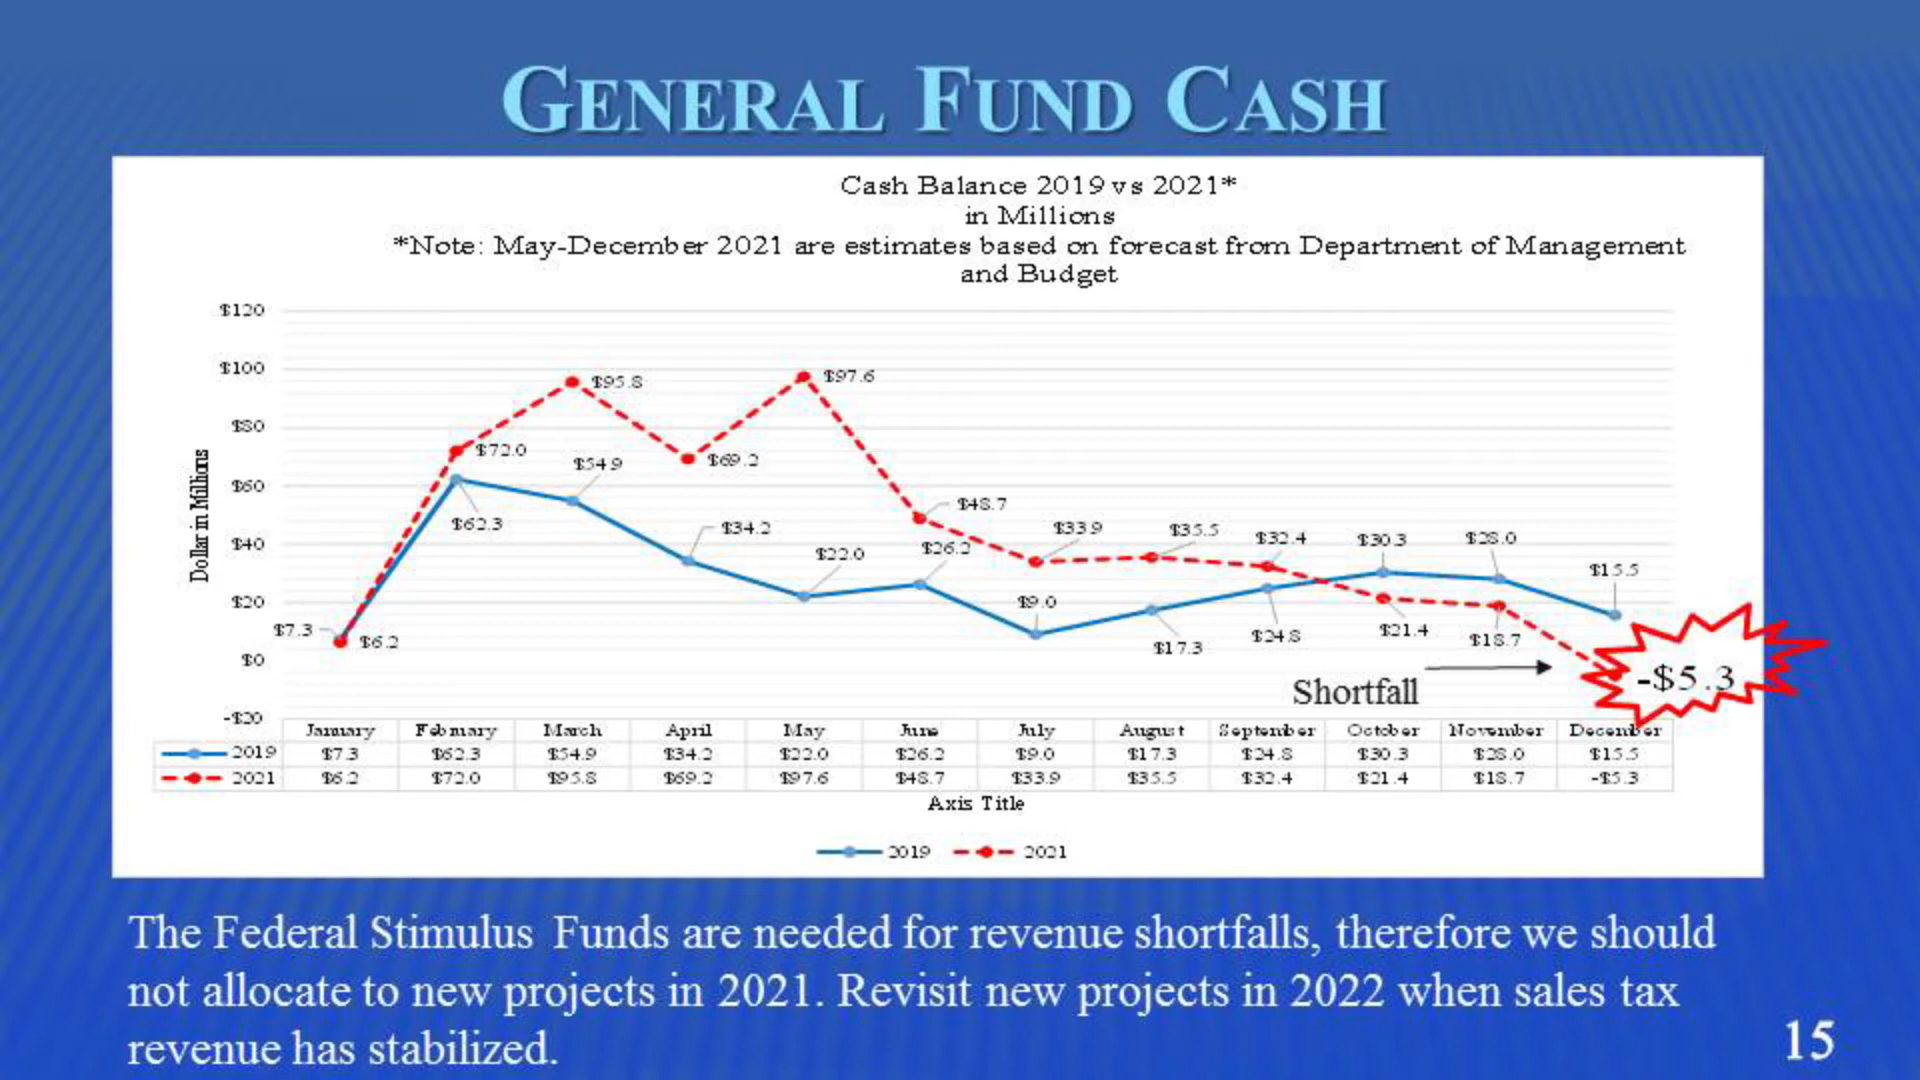 GENERAL FUND CASH
Cash Balance 2019 vs 2021*
in Millions
*Note: May-December 2021 are estimates based on forecast from Department of Management
and Budget
Dollar in Millions
$120
$100
$80
$60
$40
$20
$0
-$20
$7.3
$6.2
$72.0
$62.3
$95.8
$54.9
$69.2
$34.2
$97.6
$22.0
$48.7
$26.2
$33.9
$9.0
$35.5
$17.3
$32.4
$24.8
$30.3
$21.4
$28.0
$18.7
$15.5
-$5.3
Shortfall
January February March April May June July August September October November December
2019 $7.3 $62.3 $54.9 $34.2 $22.0 $26.2 $9.0 $17.3 $24.8 $30.3 $28.0 $15.5
2021 $6.2 $72.0 $95.8 $69.2 $97.6 $48.7 $33.9 $35.5 $32.4 $21.4 $18.7 -$5.3
Axis Title
2019 2021
The Federal Stimulus Funds are needed for revenue shortfalls, therefore we should
not allocate to new projects in 2021. Revisit new projects in 2022 when sales tax
revenue has stabilized.
15